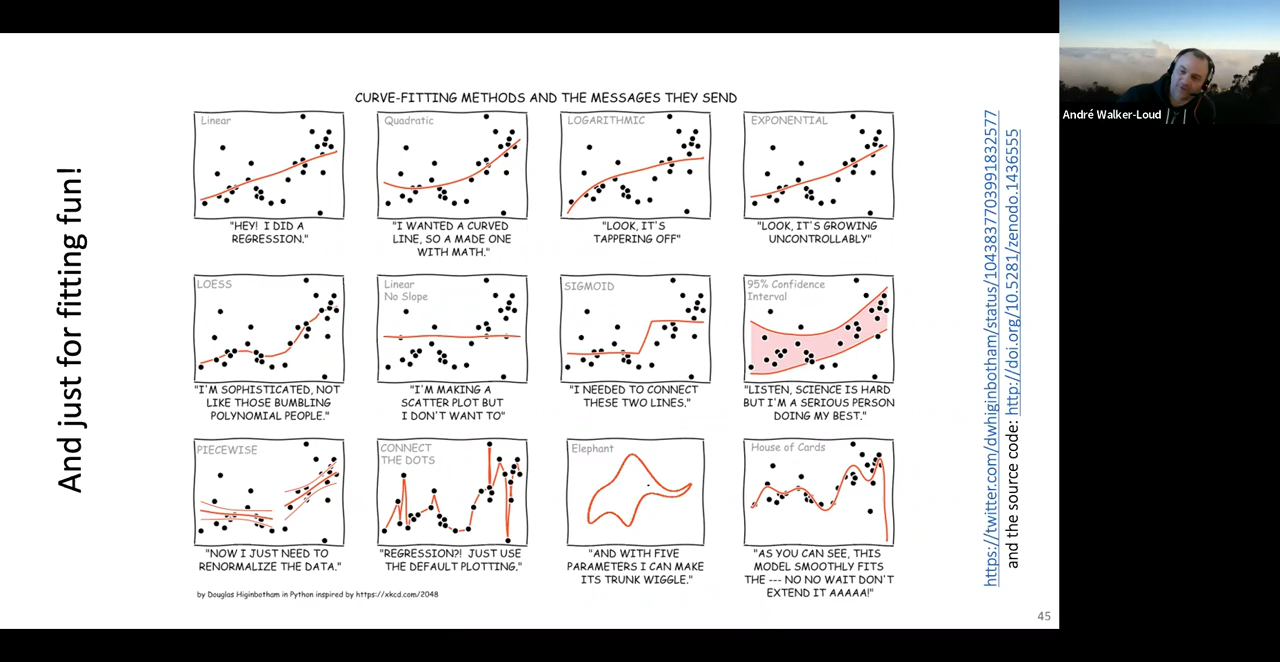 And just for fitting fun!
CURVE-FITTING METHODS AND THE MESSAGES THEY SEND
Linear
"HEY! I DID A
REGRESSION."
Quadratic
"I WANTED A CURVED
LINE, SO A MADE ONE
WITH MATH."
LOGARITHMIC
"LOOK, IT'S
TAPPERING OFF"
EXPONENTIAL
"LOOK, IT'S GROWING
UNCONTROLLABLY"
LOESS
"I'M SOPHISTICATED, NOT
LIKE THOSE BUMBLING
POLYNOMIAL PEOPLE."
Linear
No Slope
"I'M MAKING A
SCATTER PLOT BUT
I DON'T WANT TO"
SIGMOID
"I NEEDED TO CONNECT
THESE TWO LINES."
95% Confidence
Interval
"LISTEN, SCIENCE IS HARD
BUT I'M A SERIOUS PERSON
DOING MY BEST."
PIECEWISE
"NOW I JUST NEED TO
RENORMALIZE THE DATA."
CONNECT
THE DOTS
"REGRESSION?! JUST USE
THE DEFAULT PLOTTING."
Elephant
"AND WITH FIVE
PARAMETERS I CAN MAKE
ITS TRUNK WIGGLE."
House of Cards
"AS YOU CAN SEE, THIS
MODEL SMOOTHLY FITS
THE --- NO NO WAIT DON'T
EXTEND IT AAAAA!"
by Douglas Higinbotham in Python inspired by https://xkcd.com/2048
https://twitter.com/dwhiginbotham/status/1043837703991832577
and the source code: http://doi.org/10.5281/zenodo.1436555
45
André Walker-Loud